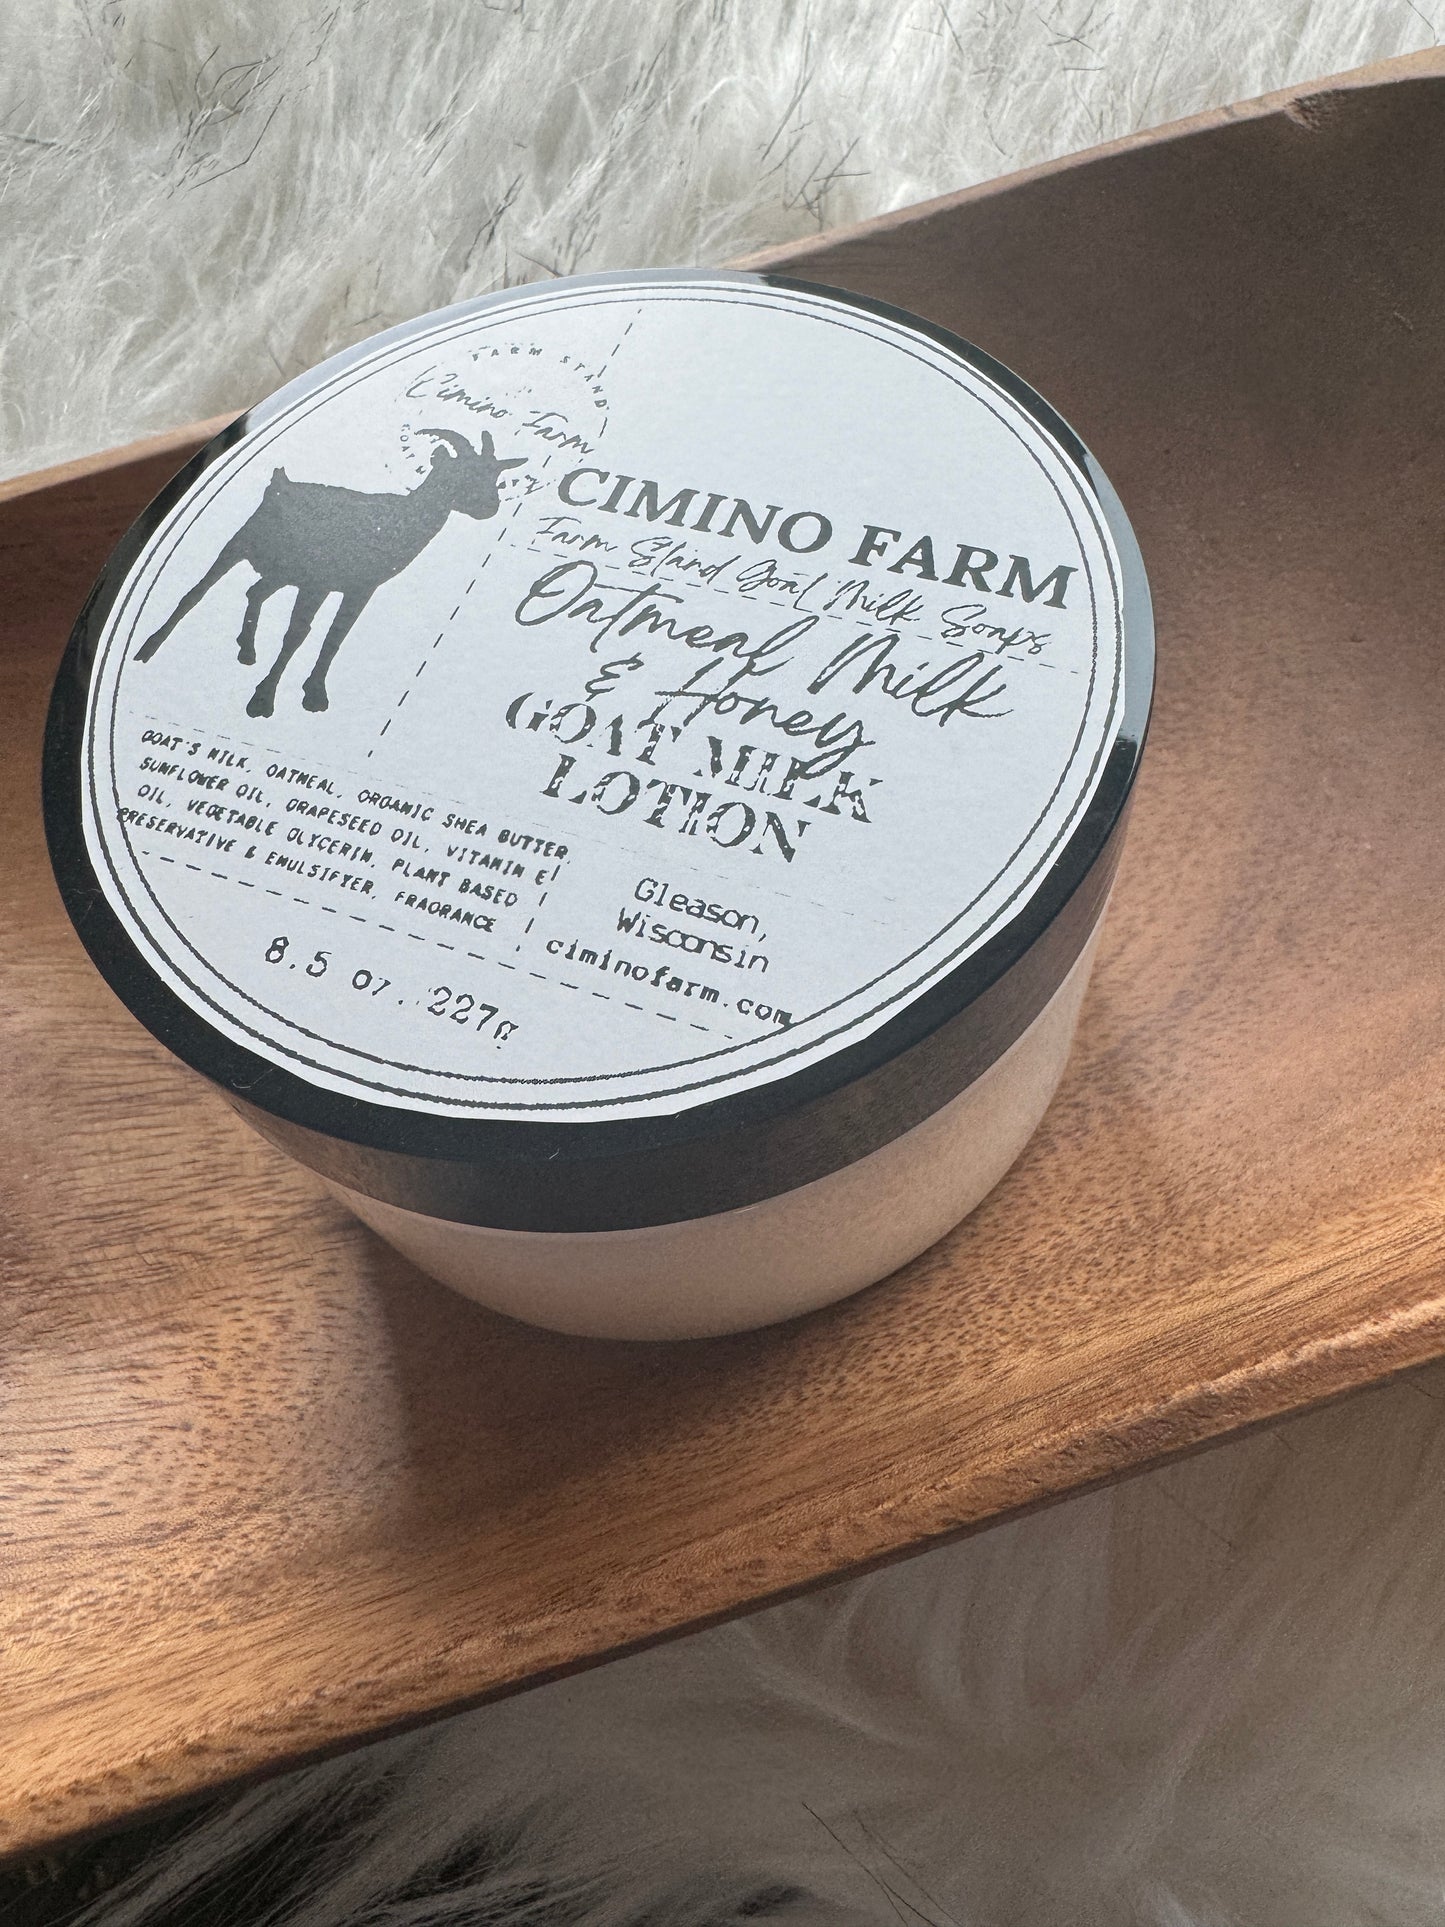 FARM STAND
Cimino Farm
GOAT M
CIMINO FARM
Farm Stand Goat Milk Soaps
Oatmeal Milk
& Honey
GOAT MILK
LOTION
GOAT'S MILK, OATMEAL, ORGANIC SHEA BUTTER,
SUNFLOWER OIL, GRAPESEED OIL, VITAMIN E
OIL, VEGETABLE GLYCERIN, PLANT BASED
PRESERVATIVE & EMULSIFYER, FRAGRANCE
Gleason,
Wisconsin
ciminofarm.com
8.5 oz. 227g